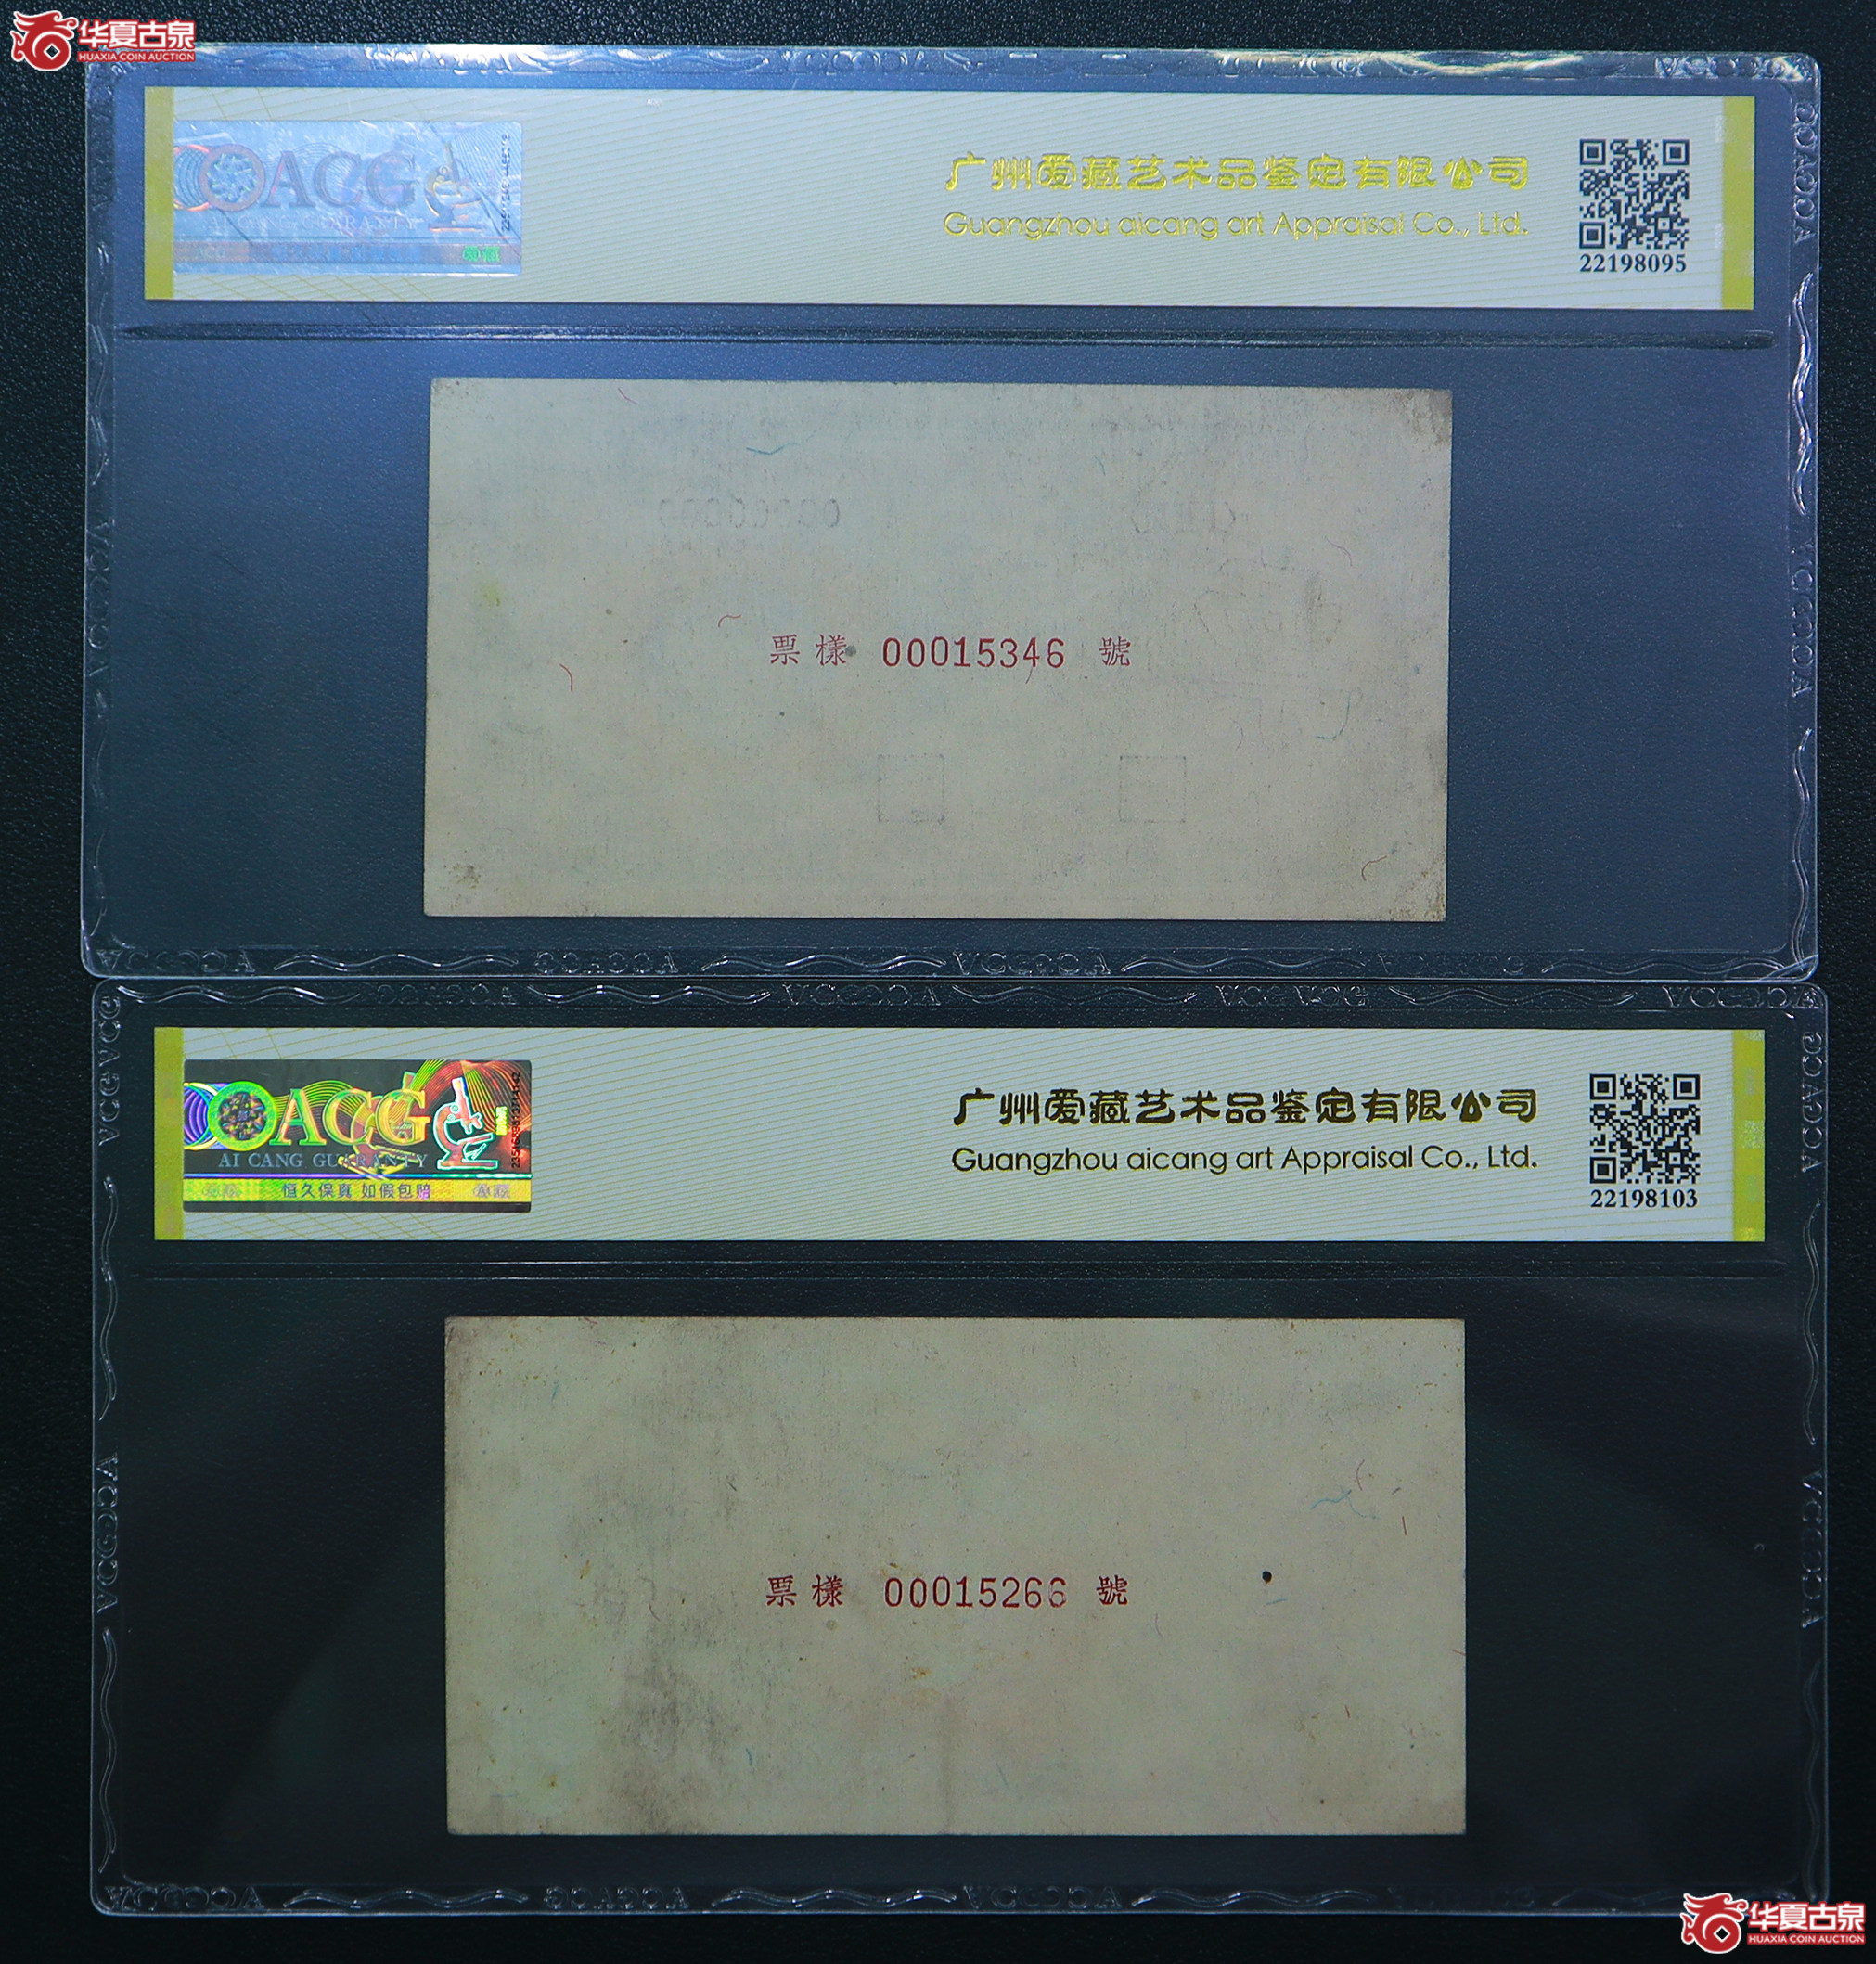 华夏古泉
HUAXIA COIN AUCTION
ACG
广州爱藏艺术品鉴定有限公司
Guangzhou aicang art Appraisal Co., Ltd.
22198095
票樣 00015346 號
ACG
AI CANG GUARANTY
恒久保真 如假包赔
广州爱藏艺术品鉴定有限公司
Guangzhou aicang art Appraisal Co., Ltd.
22198103
票樣 00015266 號
华夏古泉
HUAXIA COIN AUCTION